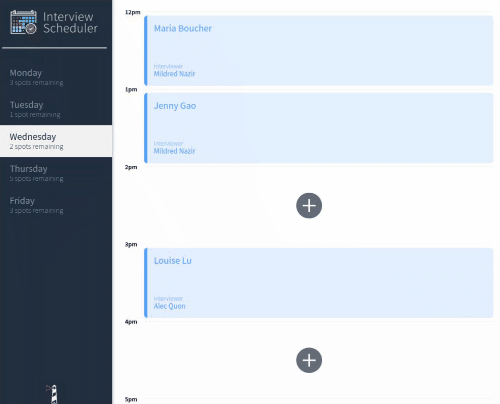 Interview
Scheduler
Monday
3 spots remaining
Tuesday
1 spot remaining
Wednesday
2 spots remaining
Thursday
5 spots remaining
Friday
3 spots remaining
12pm
Maria Boucher
Interviewer
Mildred Nazir
1pm
Jenny Gao
Interviewer
Mildred Nazir
2pm
3pm
Louise Lu
Interviewer
Alec Quon
4pm
5pm